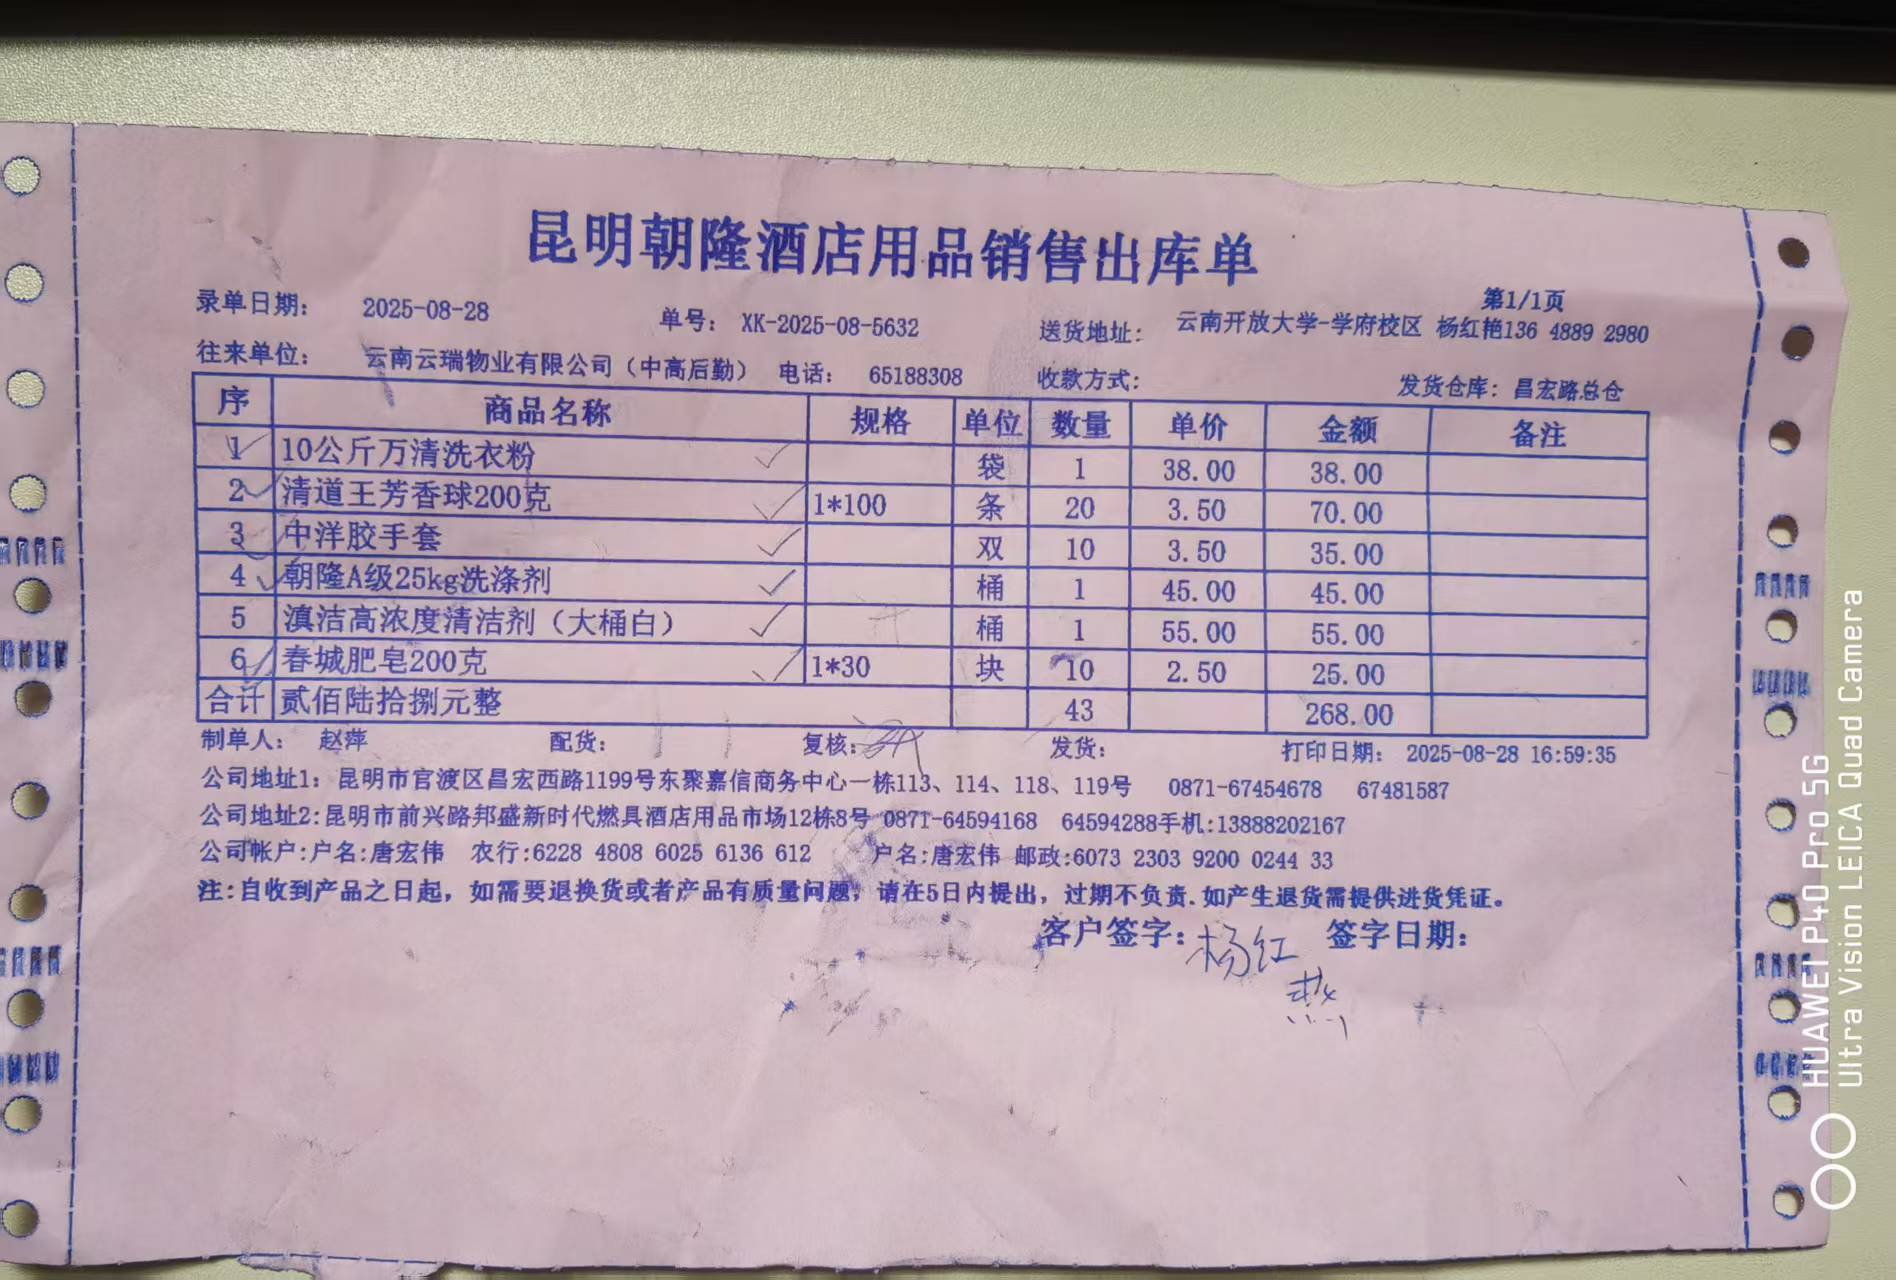 昆明朝隆酒店用品销售出库单
第1/1页
录单日期： 2025-08-28 单号： XK-2025-08-5632 送货地址： 云南开放大学-学府校区 杨红艳136 4889 2980
往来单位： 云南云瑞物业有限公司（中高后勤） 电话： 65188308 收款方式： 发货仓库：昌宏路总仓
序 商品名称 规格 单位 数量 单价 金额 备注
1 10公斤万清洗衣粉 袋 1 38.00 38.00
2 清道王芳香球200克 1*100 条 20 3.50 70.00
3 中洋胶手套 双 10 3.50 35.00
4 朝隆A级25kg洗涤剂 桶 1 45.00 45.00
5 滇洁高浓度清洁剂（大桶白） 桶 1 55.00 55.00
6 春城肥皂200克 1*30 块 10 2.50 25.00
合计 贰佰陆拾捌元整 43 268.00
制单人： 赵萍 配货： 复核： 发货： 打印日期： 2025-08-28 16:59:35
公司地址1：昆明市官渡区昌宏西路1199号东聚嘉信商务中心一栋113、114、118、119号 0871-67454678 67481587
公司地址2:昆明市前兴路邦盛新时代燃具酒店用品市场12栋8号 0871-64594168 64594288手机:13888202167
公司帐户:户名:唐宏伟 农行:6228 4808 6025 6136 612 户名:唐宏伟 邮政:6073 2303 9200 0244 33
注:自收到产品之日起，如需要退换货或者产品有质量问题，请在5日内提出，过期不负责.如产生退货需提供进货凭证。
客户签字：杨红燕 签字日期：
HUAWEI P40 Pro 5G
Ultra Vision LEICA Quad Camera